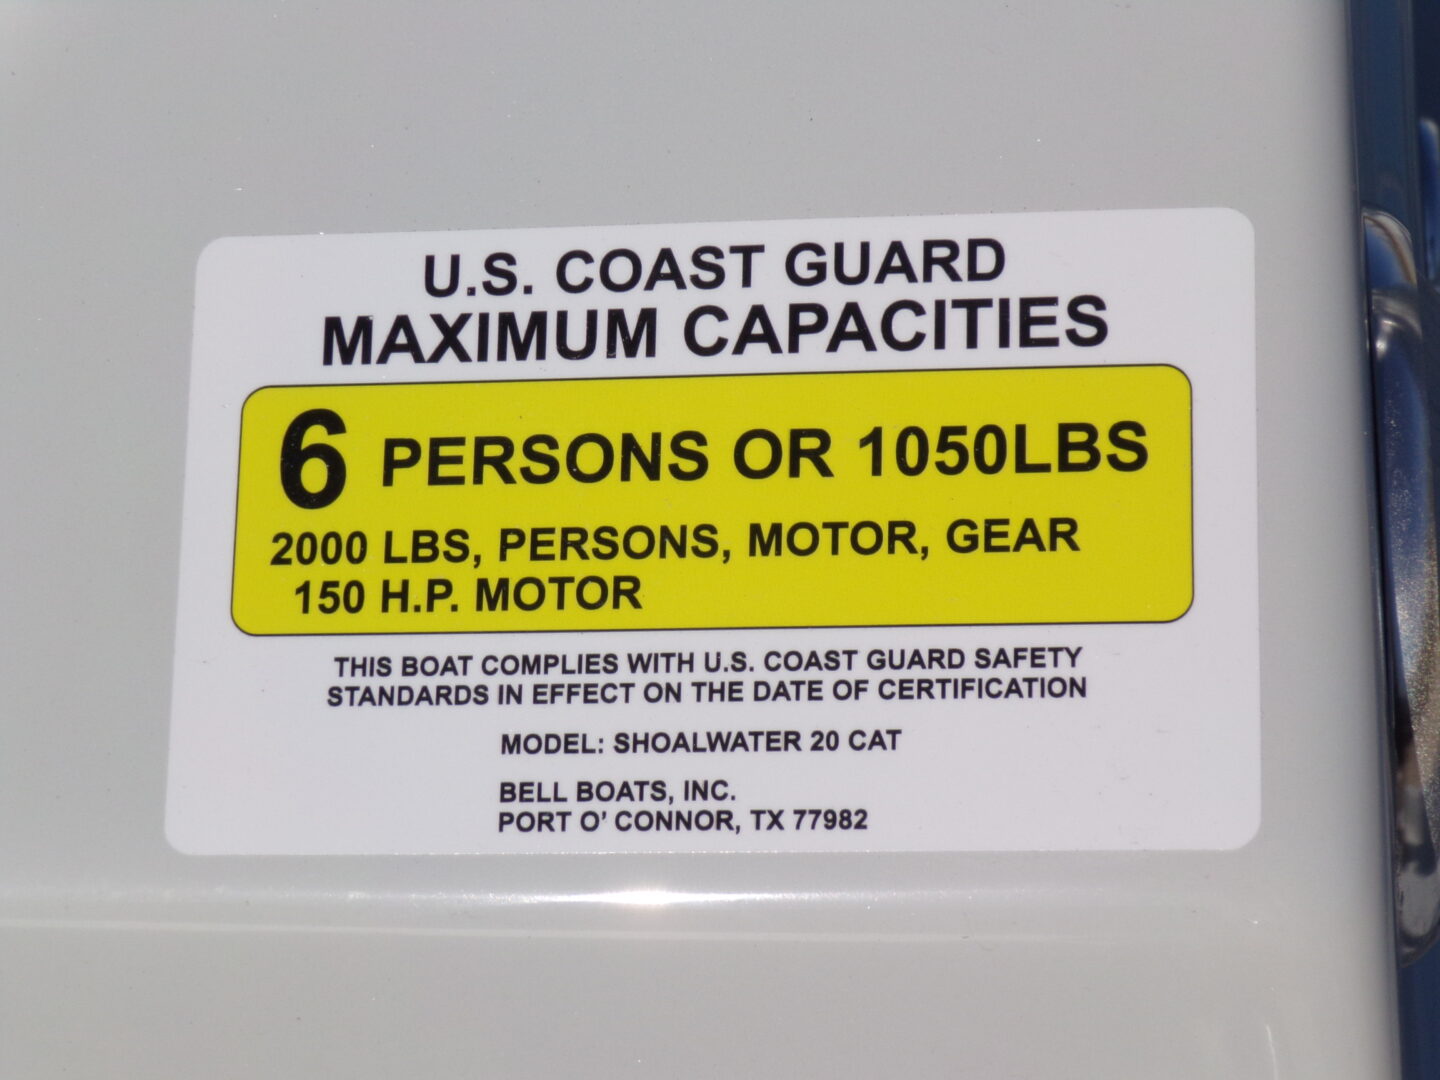 U.S. COAST GUARD
MAXIMUM CAPACITIES
6 PERSONS OR 1050LBS
2000 LBS, PERSONS, MOTOR, GEAR
150 H.P. MOTOR
THIS BOAT COMPLIES WITH U.S. COAST GUARD SAFETY
STANDARDS IN EFFECT ON THE DATE OF CERTIFICATION
MODEL: SHOALWATER 20 CAT
BELL BOATS, INC.
PORT O' CONNOR, TX 77982